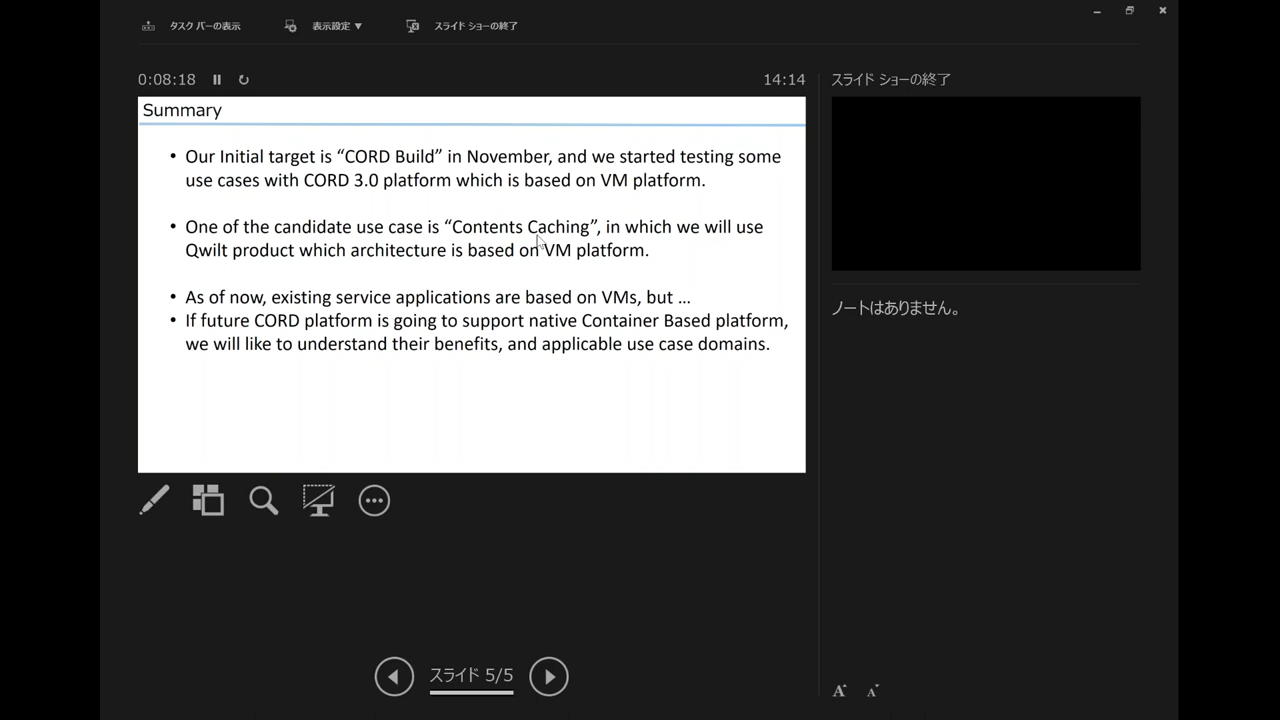 タスク バーの表示
表示設定 ▼
スライド ショーの終了
0:08:18
14:14
スライド ショーの終了
Summary
• Our Initial target is “CORD Build” in November, and we started testing some
use cases with CORD 3.0 platform which is based on VM platform.
• One of the candidate use case is “Contents Caching”, in which we will use
Qwilt product which architecture is based on VM platform.
• As of now, existing service applications are based on VMs, but ...
• If future CORD platform is going to support native Container Based platform,
we will like to understand their benefits, and applicable use case domains.
ノートはありません。
スライド 5/5
A A